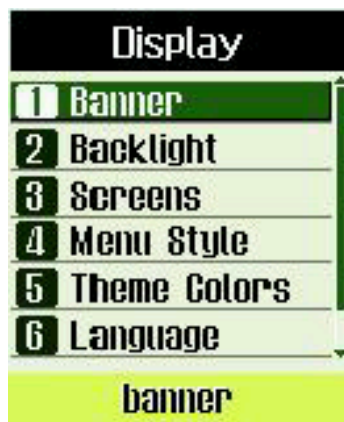 Display
1 Banner
2 Backlight
3 Screens
4 Menu Style
5 Theme Colors
6 Language
banner